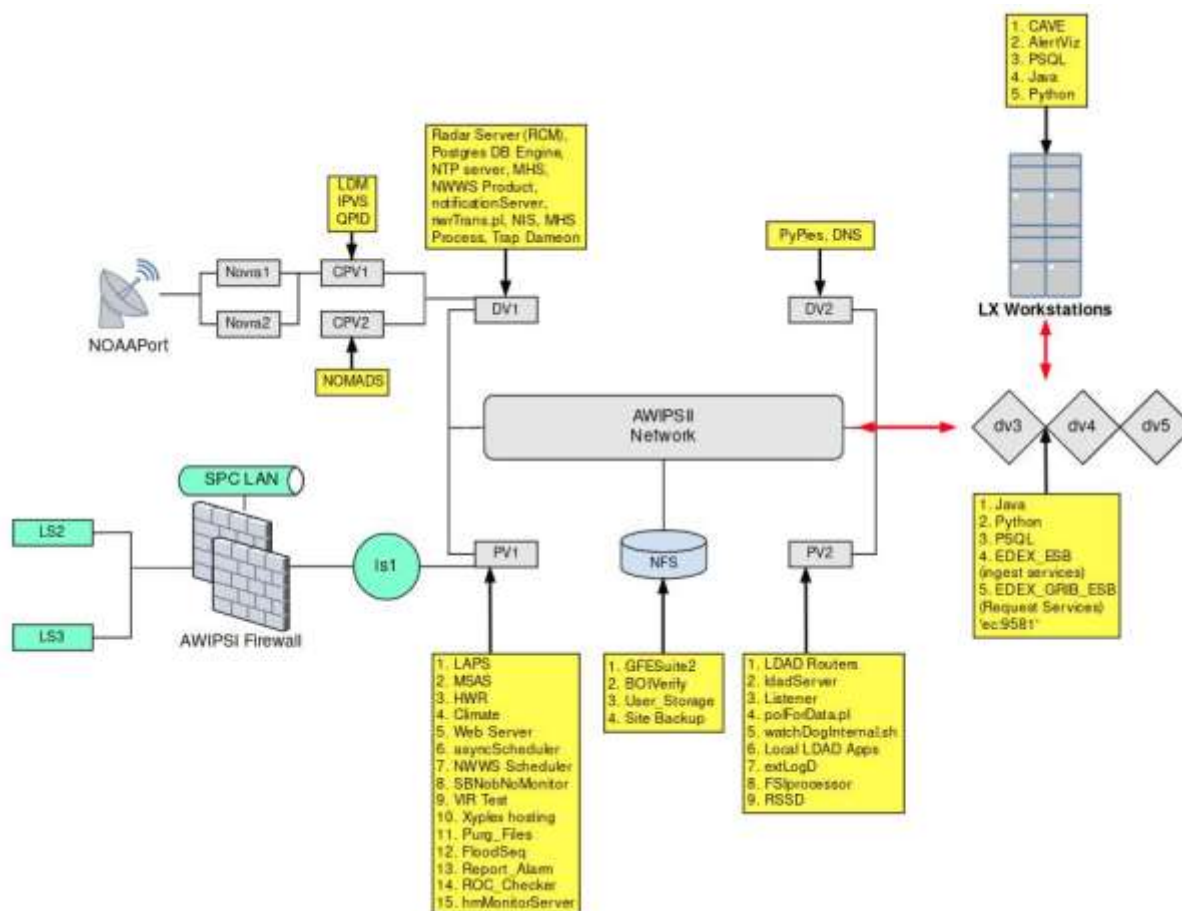 1. CAVE
2. AlertViz
3. PSQL
4. Java
5. Python
Radar Server (RCM),
Postgres DB Engine,
NTP server, MHS,
NWWS Product,
notificationServer,
nwrTrans.pl, NIS, MHS
Process, Trap Dameon
LDM
IPVS
QPID
PyPies, DNS
Novra1
CPV1
Novra2
CPV2
DV1
DV2
NOAAPort
LX Workstations
NOMADS
AWIPSII
Network
dv3
dv4
dv5
SPC LAN
LS2
LS3
ls1
AWIPSI Firewall
PV1
NFS
PV2
1. Java
2. Python
3. PSQL
4. EDEX_ESB
(ingest services)
5. EDEX_GRIB_ESB
(Request Services)
'ec:9581'
1. LAPS
2. MSAS
3. HWR
4. Climate
5. Web Server
6. asyncScheduler
7. NWWS Scheduler
8. SBNobNoMonitor
9. VIR Test
10. Xyplex hosting
11. Purg_Files
12. FloodSeq
13. Report_Alarm
14. ROC_Checker
15. hmMonitorServer
1. GFESuite2
2. BOIVerify
3. User_Storage
4. Site Backup
1. LDAD Routers
2. ldadServer
3. Listener
4. polForData.pl
5. watchDogInternal.sh
6. Local LDAD Apps
7. extLogD
8. FSIprocessor
9. RSSD